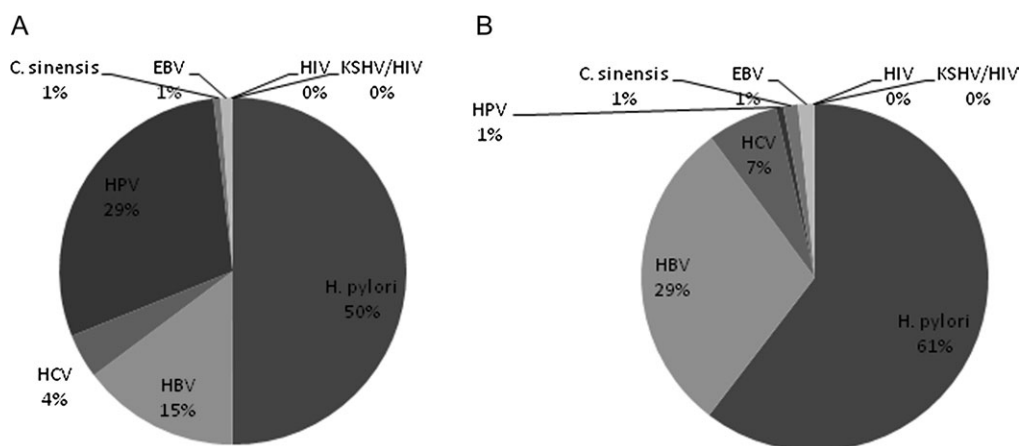 A
C. sinensis
1%
EBV
1%
HIV
0%
KSHV/HIV
0%
HPV
29%
H. pylori
50%
HCV
4%
HBV
15%
B
C. sinensis
1%
EBV
1%
HIV
0%
KSHV/HIV
0%
HPV
1%
HCV
7%
HBV
29%
H. pylori
61%